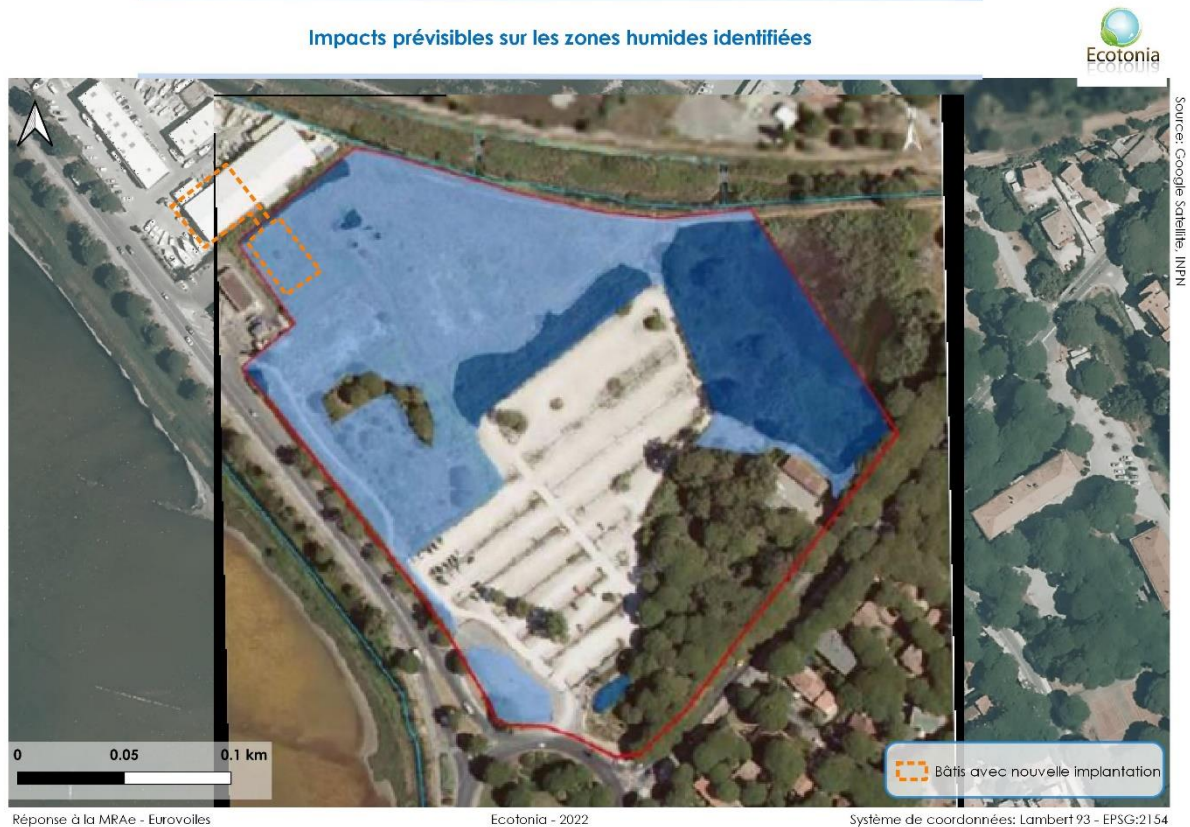 Impacts prévisibles sur les zones humides identifiées
Ecotonia
Source: Google Satellite, INPN
0 0.05 0.1 km
Bâtis avec nouvelle implantation
Réponse à la MRAe - Eurovoiles
Ecotonia - 2022
Système de coordonnées: Lambert 93 - EPSG:2154